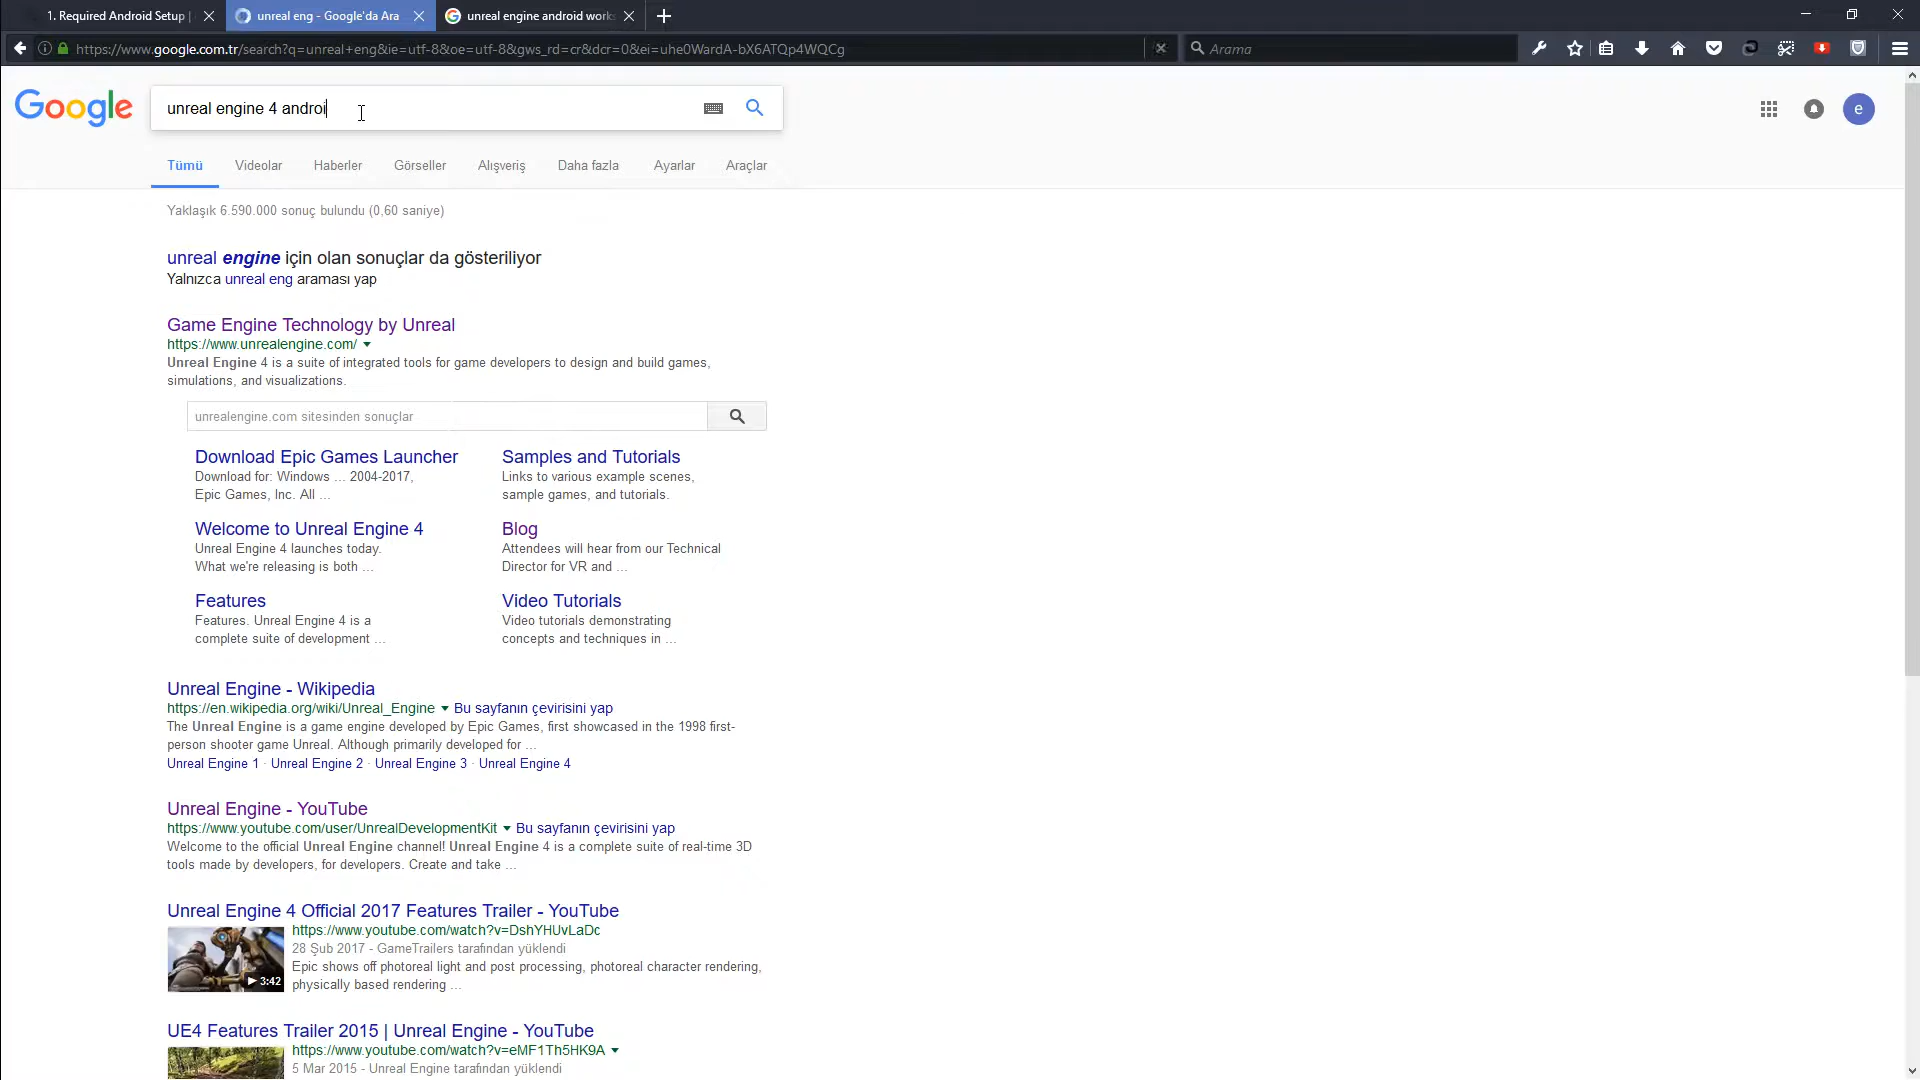 1. Required Android Setup |
unreal eng - Google'da Ara
unreal engine android work
https://www.google.com.tr/search?q=unreal+eng&ie=utf-8&oe=utf-8&gws_rd=cr&dcr=0&ei=uhe0WardA-bX6ATQp4WQCg
Arama
Google
unreal engine 4 androi
e
Tümü Videolar Haberler Görseller Alışveriş Daha fazla Ayarlar Araçlar
Yaklaşık 6.590.000 sonuç bulundu (0,60 saniye)
unreal engine için olan sonuçlar da gösteriliyor
Yalnızca unreal eng araması yap
Game Engine Technology by Unreal
https://www.unrealengine.com/
Unreal Engine 4 is a suite of integrated tools for game developers to design and build games,
simulations, and visualizations.
unrealengine.com sitesinden sonuçlar
Download Epic Games Launcher
Download for: Windows ... 2004-2017,
Epic Games, Inc. All ...
Samples and Tutorials
Links to various example scenes,
sample games, and tutorials.
Welcome to Unreal Engine 4
Unreal Engine 4 launches today.
What we're releasing is both ...
Blog
Attendees will hear from our Technical
Director for VR and ...
Features
Features. Unreal Engine 4 is a
complete suite of development ...
Video Tutorials
Video tutorials demonstrating
concepts and techniques in ...
Unreal Engine - Wikipedia
https://en.wikipedia.org/wiki/Unreal_Engine Bu sayfanın çevirisini yap
The Unreal Engine is a game engine developed by Epic Games, first showcased in the 1998 first-
person shooter game Unreal. Although primarily developed for ...
Unreal Engine 1 · Unreal Engine 2 · Unreal Engine 3 · Unreal Engine 4
Unreal Engine - YouTube
https://www.youtube.com/user/UnrealDevelopmentKit Bu sayfanın çevirisini yap
Welcome to the official Unreal Engine channel! Unreal Engine 4 is a complete suite of real-time 3D
tools made by developers, for developers. Create and take ...
Unreal Engine 4 Official 2017 Features Trailer - YouTube
https://www.youtube.com/watch?v=DshYHUvLaDc
28 Şub 2017 - GameTrailers tarafından yüklendi
Epic shows off photoreal light and post processing, photoreal character rendering,
physically based rendering ...
3:42
UE4 Features Trailer 2015 | Unreal Engine - YouTube
https://www.youtube.com/watch?v=eMF1Th5HK9A
5 Mar 2015 - Unreal Engine tarafından yüklendi